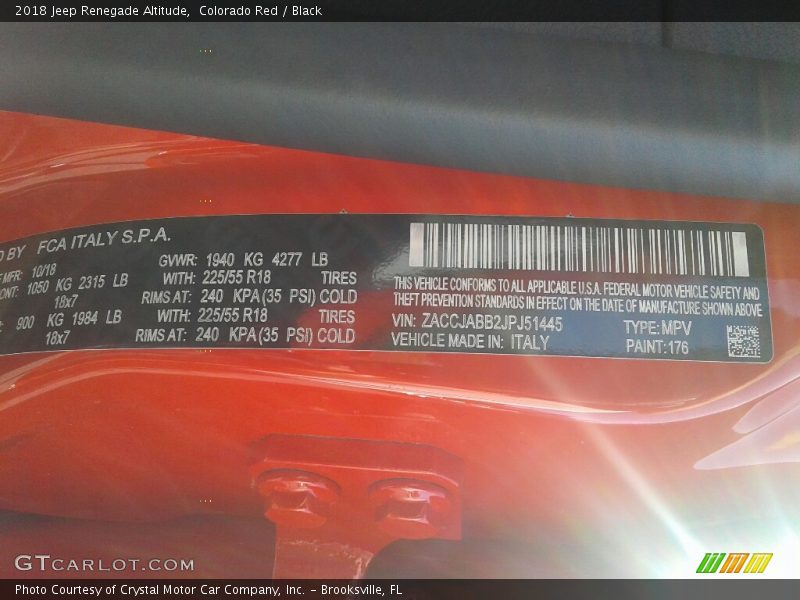 2018 Jeep Renegade Altitude,  Colorado Red / Black
D BY FCA ITALY S.P.A.
MFR: 10/18
ONT: 1050 KG 2315 LB
18x7
900 KG 1984 LB
18x7
GVWR: 1940 KG 4277 LB
WITH: 225/55 R18 TIRES
RIMS AT: 240 KPA(35 PSI) COLD
WITH: 225/55 R18 TIRES
RIMS AT: 240 KPA(35 PSI) COLD
THIS VEHICLE CONFORMS TO ALL APPLICABLE U.S.A. FEDERAL MOTOR VEHICLE SAFETY AND
THEFT PREVENTION STANDARDS IN EFFECT ON THE DATE OF MANUFACTURE SHOWN ABOVE
VIN: ZACCJABB2JPJ51445 TYPE: MPV
VEHICLE MADE IN: ITALY PAINT:176
GTCARLOT.COM
Photo Courtesy of Crystal Motor Car Company, Inc. – Brooksville, FL